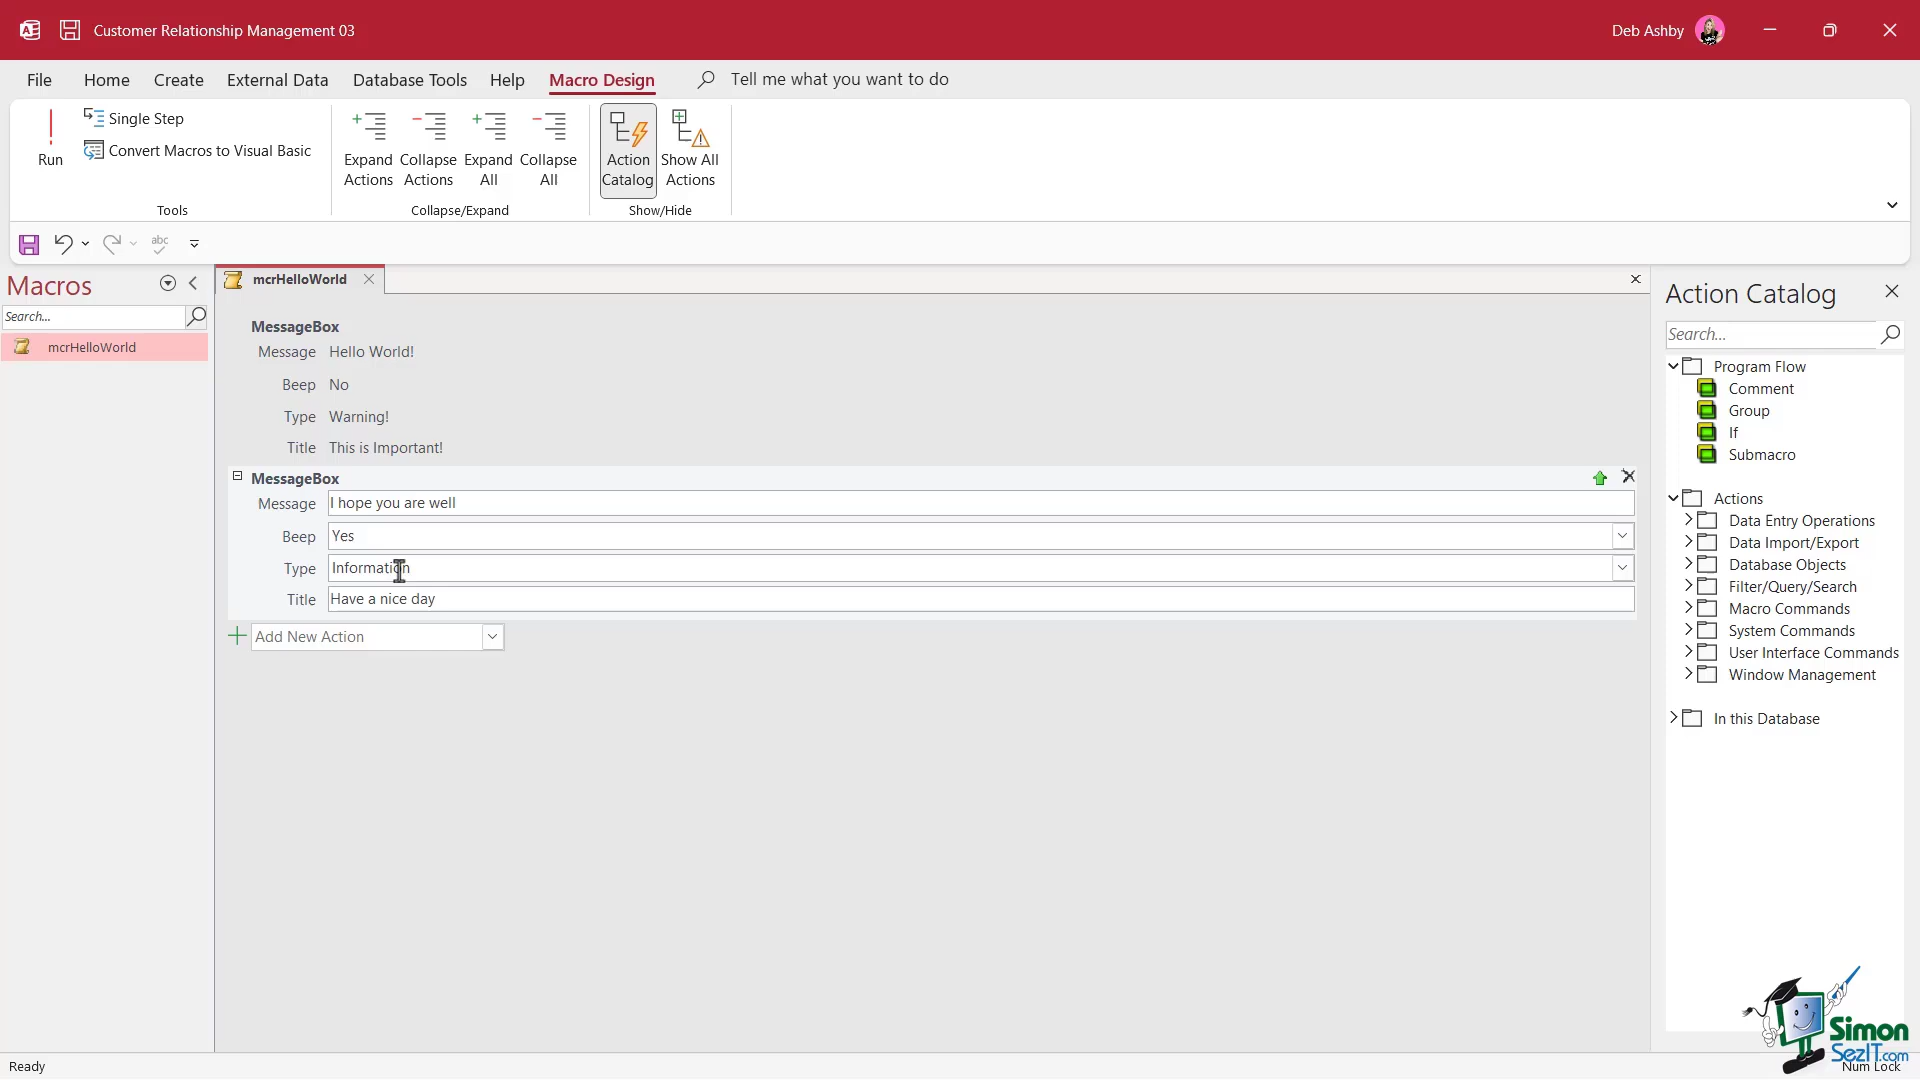 Customer Relationship Management 03
Deb Ashby
File Home Create External Data Database Tools Help Macro Design Tell me what you want to do
Run
Single Step
Convert Macros to Visual Basic
Expand Actions
Collapse Actions
Expand All
Collapse All
Action Catalog
Show All Actions
Tools
Collapse/Expand
Show/Hide
abc
Macros
Search...
mcrHelloWorld
mcrHelloWorld
MessageBox
Message Hello World!
Beep No
Type Warning!
Title This is Important!
MessageBox
Message I hope you are well
Beep Yes
Type Information
Title Have a nice day
Add New Action
Action Catalog
Search...
Program Flow
Comment
Group
If
Submacro
Actions
Data Entry Operations
Data Import/Export
Database Objects
Filter/Query/Search
Macro Commands
System Commands
User Interface Commands
Window Management
In this Database
Simon
SezIT.com
Ready
Num Lock